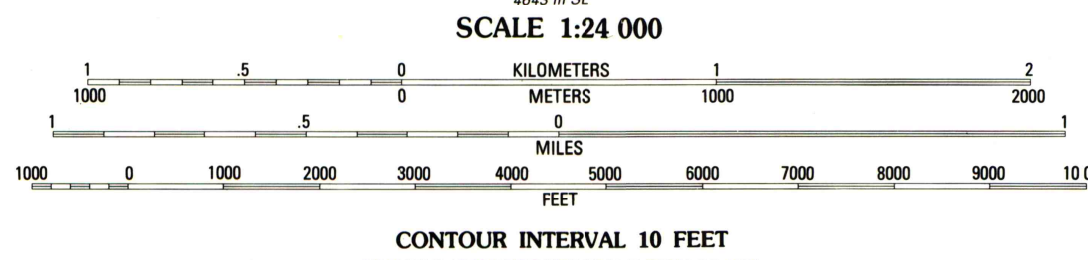 SCALE 1:24 000
1 .5 0 KILOMETERS 1 2
1000 0 METERS 1000 2000
1 .5 0 1
MILES
1000 0 1000 2000 3000 4000 5000 6000 7000 8000 9000
FEET
CONTOUR INTERVAL 10 FEET